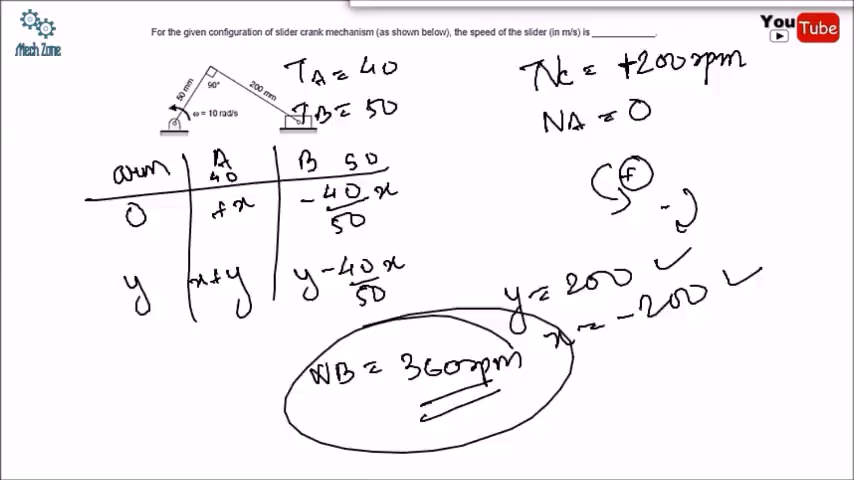 You Tube
Mech Zone
For the given configuration of slider crank mechanism (as shown below), the speed of the slider (in m/s) is ____________.
50 mm
90°
200 mm
ω = 10 rad/s
TA = 40
TB = 50
NC = +200 rpm
NA = 0
arm A 40 B 50
0 +x -40/50 x
y x+y y - 40/50 x
+
-
y = 200 ✓
x = -200 ✓
NB = 360 rpm